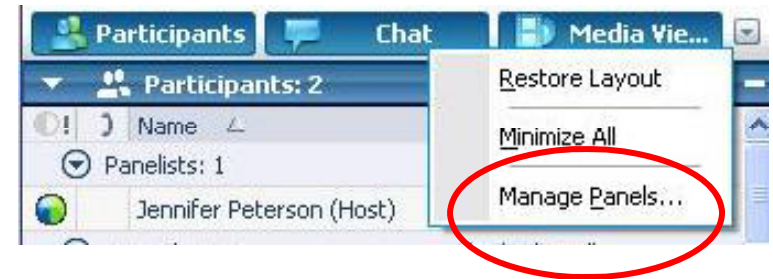 Participants Chat Media Vie...
Participants: 2
Restore Layout
Name
Minimize All
Panelists: 1
Manage Panels...
Jennifer Peterson (Host)